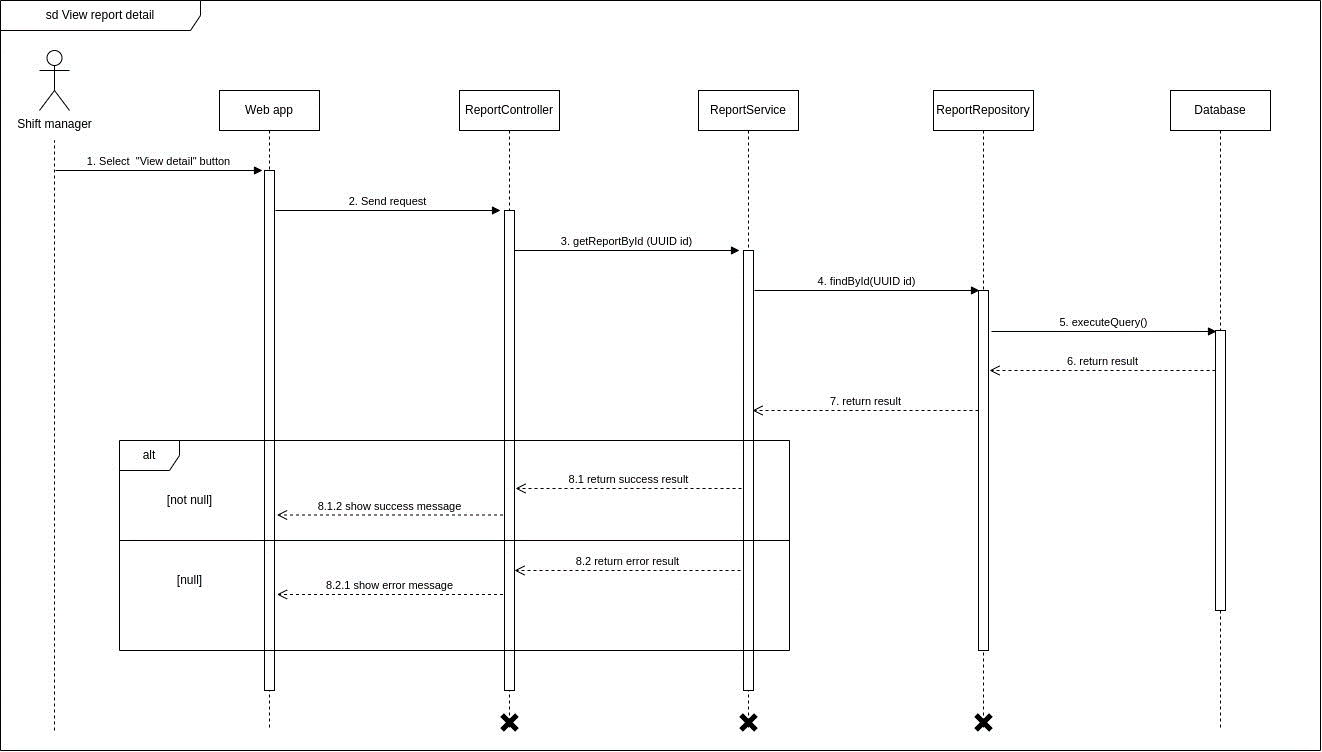 sd View report detail
Shift manager
Web app
ReportController
ReportService
ReportRepository
Database
1. Select "View detail" button
2. Send request
3. getReportById (UUID id)
4. findById(UUID id)
5. executeQuery()
6. return result
7. return result
alt
[not null]
8.1 return success result
8.1.2 show success message
[null]
8.2 return error result
8.2.1 show error message